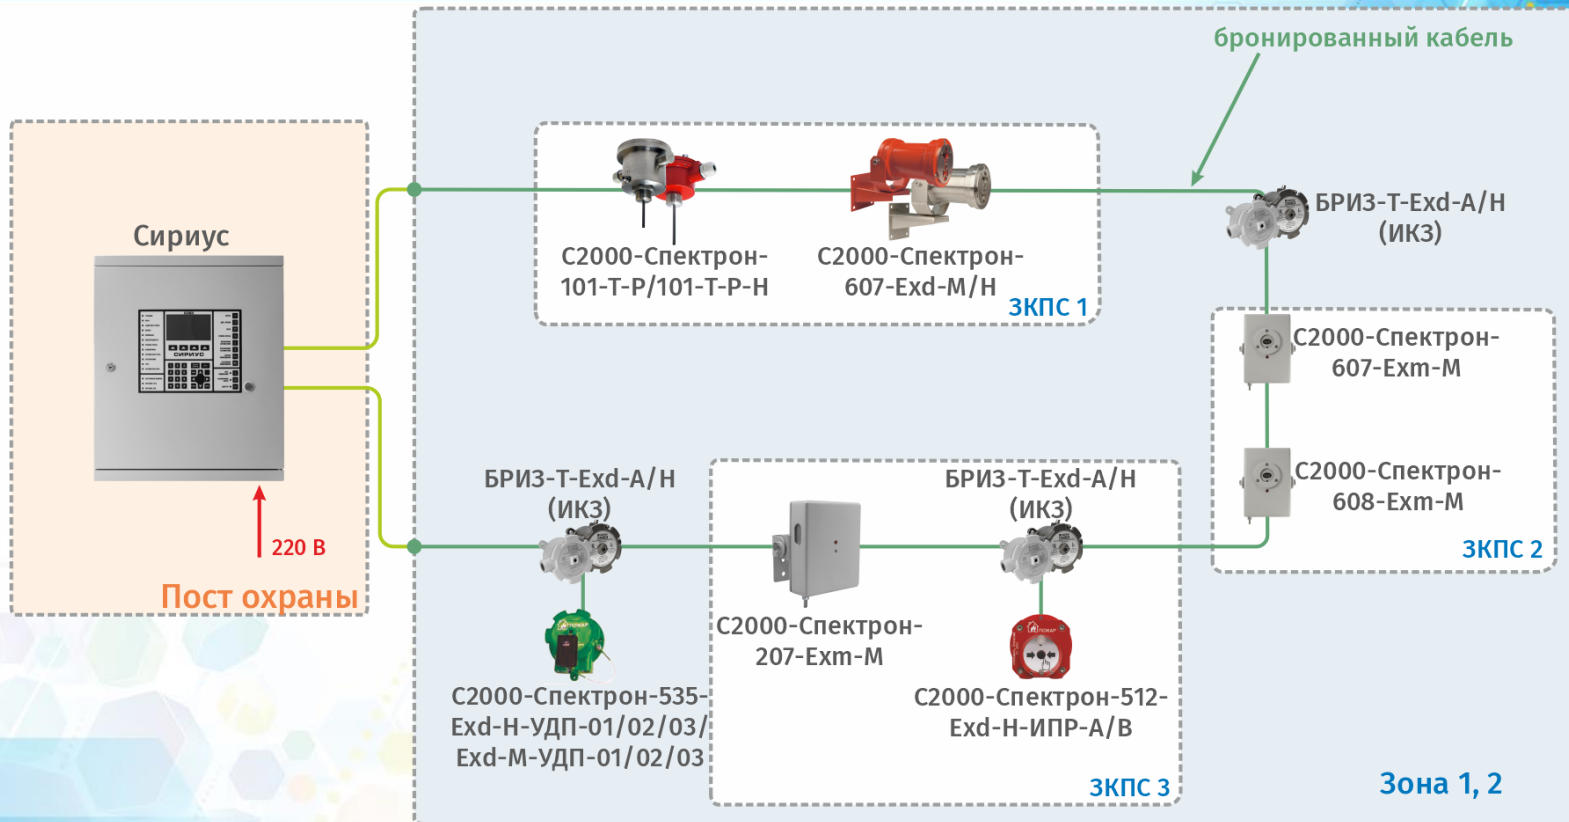 бронированный кабель
Сириус
СИРИУС
220 В
Пост охраны
С2000-Спектрон-
101-Т-Р/101-Т-Р-Н
С2000-Спектрон-
607-Exd-М/Н
ЗКПС 1
БРИЗ-Т-Exd-А/Н
(ИКЗ)
С2000-Спектрон-
607-Exm-М
С2000-Спектрон-
608-Exm-М
ЗКПС 2
БРИЗ-Т-Exd-А/Н
(ИКЗ)
ПОЖАР
С2000-Спектрон-535-
Exd-Н-УДП-01/02/03/
Exd-М-УДП-01/02/03
С2000-Спектрон-
207-Exm-М
БРИЗ-Т-Exd-А/Н
(ИКЗ)
ПОЖАР
С2000-Спектрон-512-
Exd-Н-ИПР-А/В
ЗКПС 3
Зона 1, 2